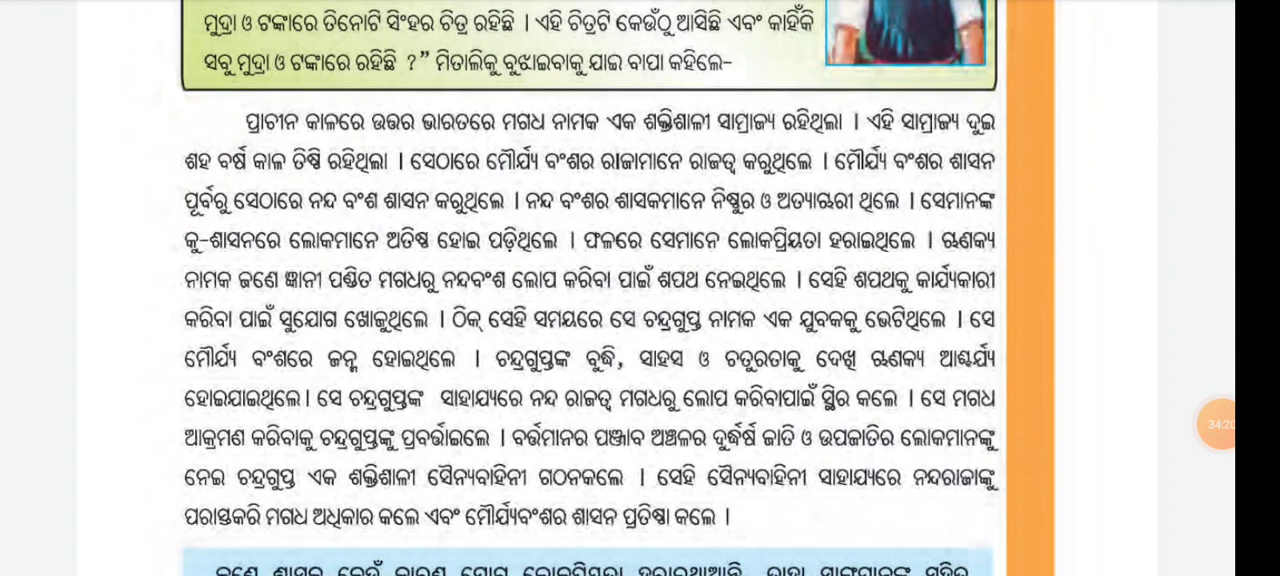 ମୁଦ୍ରା ଓ ଟଙ୍କାରେ ତିନୋଟି ସିଂହର ଚିତ୍ର ରହିଛି । ଏହି ଚିତ୍ରଟି କେଉଁଠୁ ଆସିଛି ଏବଂ କାହିଁକି
ସବୁ ମୁଦ୍ରା ଓ ଟଙ୍କାରେ ରହିଛି ?” ମିତାଲିକୁ ବୁଝାଇବାକୁ ଯାଇ ବାପା କହିଲେ-
ପ୍ରାଚୀନ କାଳରେ ଉତ୍ତର ଭାରତରେ ମଗଧ ନାମକ ଏକ ଶକ୍ତିଶାଳୀ ସାମ୍ରାଜ୍ୟ ରହିଥିଲା । ଏହି ସାମ୍ରାଜ୍ୟ ଦୁଇ
ଶହ ବର୍ଷ କାଳ ତିଷ୍ଠି ରହିଥିଲା । ସେଠାରେ ମୌର୍ଯ୍ୟ ବଂଶର ରାଜାମାନେ ରାଜତ୍ୱ କରୁଥିଲେ । ମୌର୍ଯ୍ୟ ବଂଶର ଶାସନ
ପୂର୍ବରୁ ସେଠାରେ ନନ୍ଦ ବଂଶ ଶାସନ କରୁଥିଲେ । ନନ୍ଦ ବଂଶର ଶାସକମାନେ ନିଷ୍ଠୁର ଓ ଅତ୍ୟାଚାରୀ ଥିଲେ । ସେମାନଙ୍କ
କୁ-ଶାସନରେ ଲୋକମାନେ ଅତିଷ୍ଠ ହୋଇ ପଡ଼ିଥିଲେ । ଫଳରେ ସେମାନେ ଲୋକପ୍ରିୟତା ହରାଇଥିଲେ । ଚାଣକ୍ୟ
ନାମକ ଜଣେ ଜ୍ଞାନୀ ପଣ୍ଡିତ ମଗଧରୁ ନନ୍ଦବଂଶ ଲୋପ କରିବା ପାଇଁ ଶପଥ ନେଇଥିଲେ । ସେହି ଶପଥକୁ କାର୍ଯ୍ୟକାରୀ
କରିବା ପାଇଁ ସୁଯୋଗ ଖୋଜୁଥିଲେ । ଠିକ୍ ସେହି ସମୟରେ ସେ ଚନ୍ଦ୍ରଗୁପ୍ତ ନାମକ ଏକ ଯୁବକକୁ ଭେଟିଥିଲେ । ସେ
ମୌର୍ଯ୍ୟ ବଂଶରେ ଜନ୍ମ ହୋଇଥିଲେ । ଚନ୍ଦ୍ରଗୁପ୍ତଙ୍କ ବୁଦ୍ଧି, ସାହସ ଓ ଚତୁରତାକୁ ଦେଖି ଚାଣକ୍ୟ ଆଶ୍ଚର୍ଯ୍ୟ
ହୋଇଯାଇଥିଲେ । ସେ ଚନ୍ଦ୍ରଗୁପ୍ତଙ୍କ ସାହାଯ୍ୟରେ ନନ୍ଦ ରାଜତ୍ୱ ମଗଧରୁ ଲୋପ କରିବାପାଇଁ ସ୍ଥିର କଲେ । ସେ ମଗଧ
ଆକ୍ରମଣ କରିବାକୁ ଚନ୍ଦ୍ରଗୁପ୍ତଙ୍କୁ ପ୍ରବର୍ତ୍ତାଇଲେ । ବର୍ତ୍ତମାନର ପଞ୍ଜାବ ଅଞ୍ଚଳର ଦୁର୍ଦ୍ଧର୍ଷ ଜାତି ଓ ଉପଜାତିର ଲୋକମାନଙ୍କୁ
ନେଇ ଚନ୍ଦ୍ରଗୁପ୍ତ ଏକ ଶକ୍ତିଶାଳୀ ସୈନ୍ୟବାହିନୀ ଗଠନକଲେ । ସେହି ସୈନ୍ୟବାହିନୀ ସାହାଯ୍ୟରେ ନନ୍ଦରାଜାଙ୍କୁ
ପରାସ୍ତକରି ମଗଧ ଅଧିକାର କଲେ ଏବଂ ମୌର୍ଯ୍ୟବଂଶର ଶାସନ ପ୍ରତିଷ୍ଠା କଲେ ।
34:20